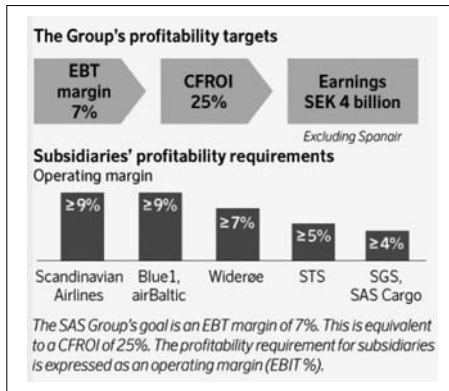 The Group's profitability targets
EBT
margin
7%
CFROI
25%
Earnings
SEK 4 billion
Excluding Spanair
Subsidiaries' profitability requirements
Operating margin
≥9%
≥9%
≥7%
≥5%
≥4%
Scandinavian
Airlines
Blue1,
airBaltic
Widerøe
STS
SGS,
SAS Cargo
The SAS Group's goal is an EBT margin of 7%. This is equivalent
to a CFROI of 25%. The profitability requirement for subsidiaries
is expressed as an operating margin (EBIT %).